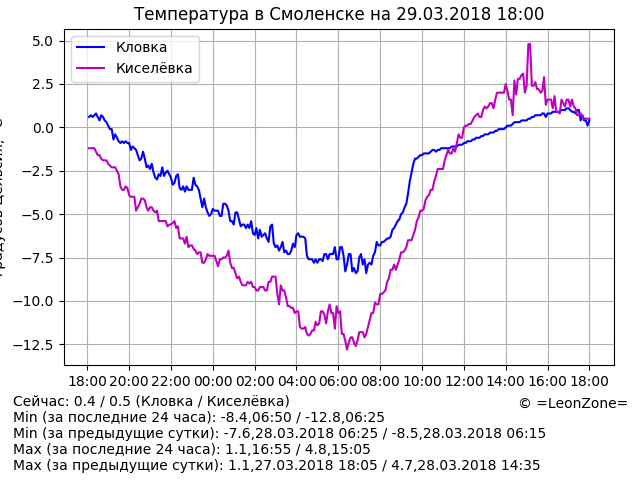 Температура в Смоленске на 29.03.2018 18:00
Кловка
Киселёвка
5.0
2.5
0.0
−2.5
−5.0
−7.5
−10.0
−12.5
18:00 20:00 22:00 00:00 02:00 04:00 06:00 08:00 10:00 12:00 14:00 16:00 18:00
Сейчас: 0.4 / 0.5 (Кловка / Киселёвка)
© =LeonZone=
Min (за последние 24 часа): -8.4,06:50 / -12.8,06:25
Min (за предыдущие сутки): -7.6,28.03.2018 06:25 / -8.5,28.03.2018 06:15
Max (за последние 24 часа): 1.1,16:55 / 4.8,15:05
Max (за предыдущие сутки): 1.1,27.03.2018 18:05 / 4.7,28.03.2018 14:35